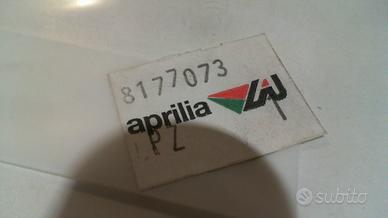 8177073
aprilia
PZ 1
subito